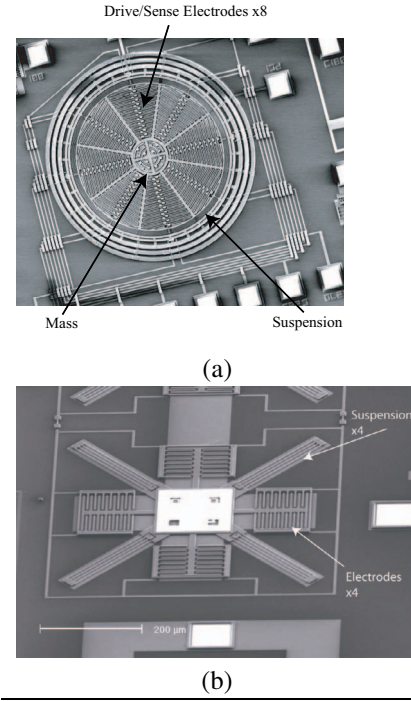 Drive/Sense Electrodes x8
Mass
Suspension
(a)
Suspension
x4
Electrodes
x4
200 µm
(b)